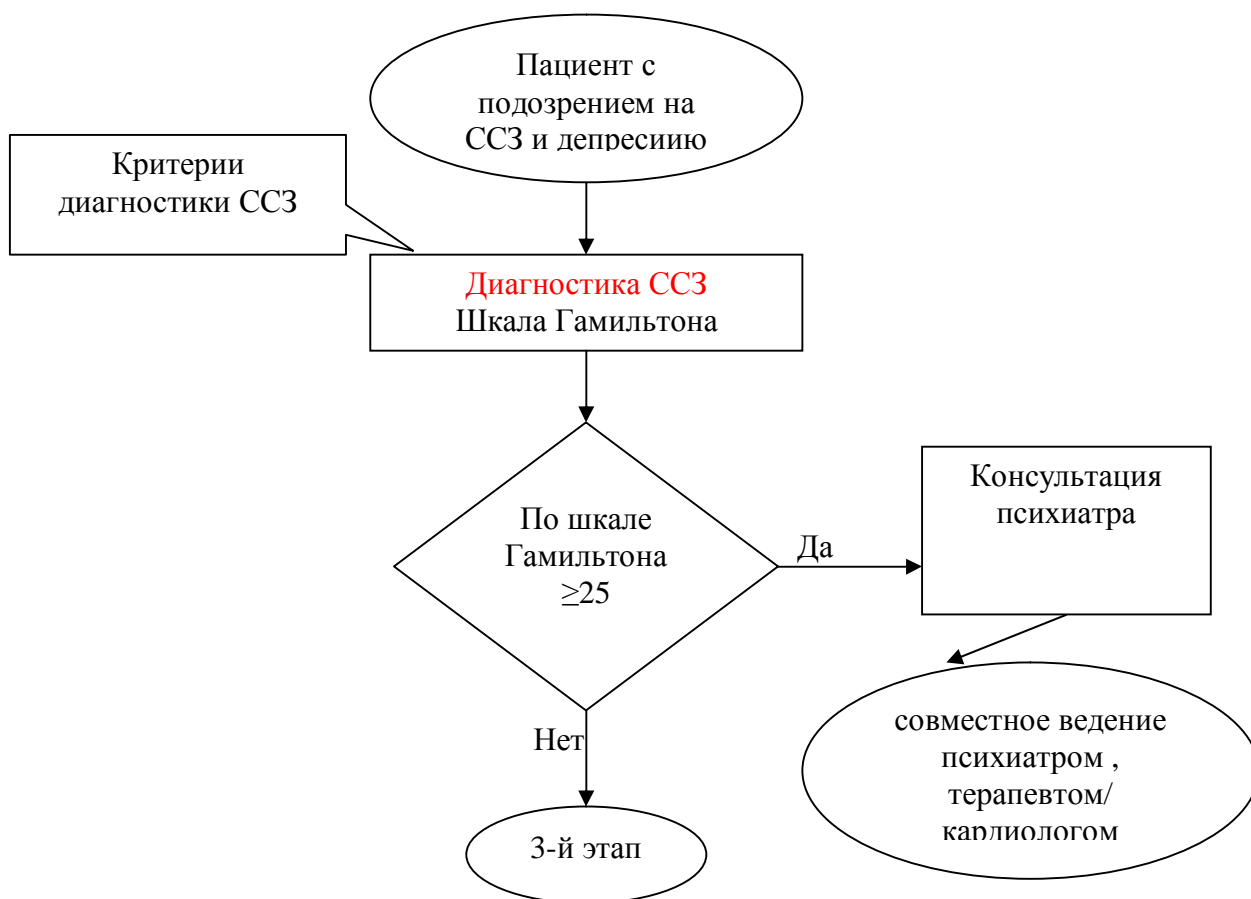 Пациент с
подозрением на
ССЗ и депресиию
Критерии
диагностики ССЗ
Диагностика ССЗ
Шкала Гамильтона
По шкале
Гамильтона
≥25
Да
Консультация
психиатра
совместное ведение
психиатром ,
терапевтом/
кардиологом
Нет
3-й этап